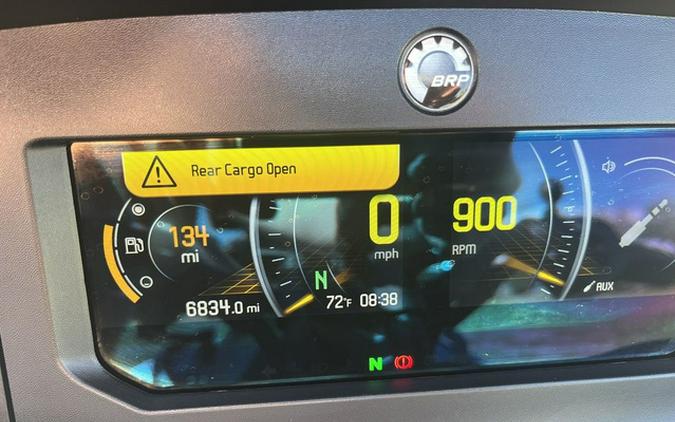 BRP
Rear Cargo Open
134
mi
0
mph
900
RPM
N
6834.0 mi
72°F 08:38
AUX
N